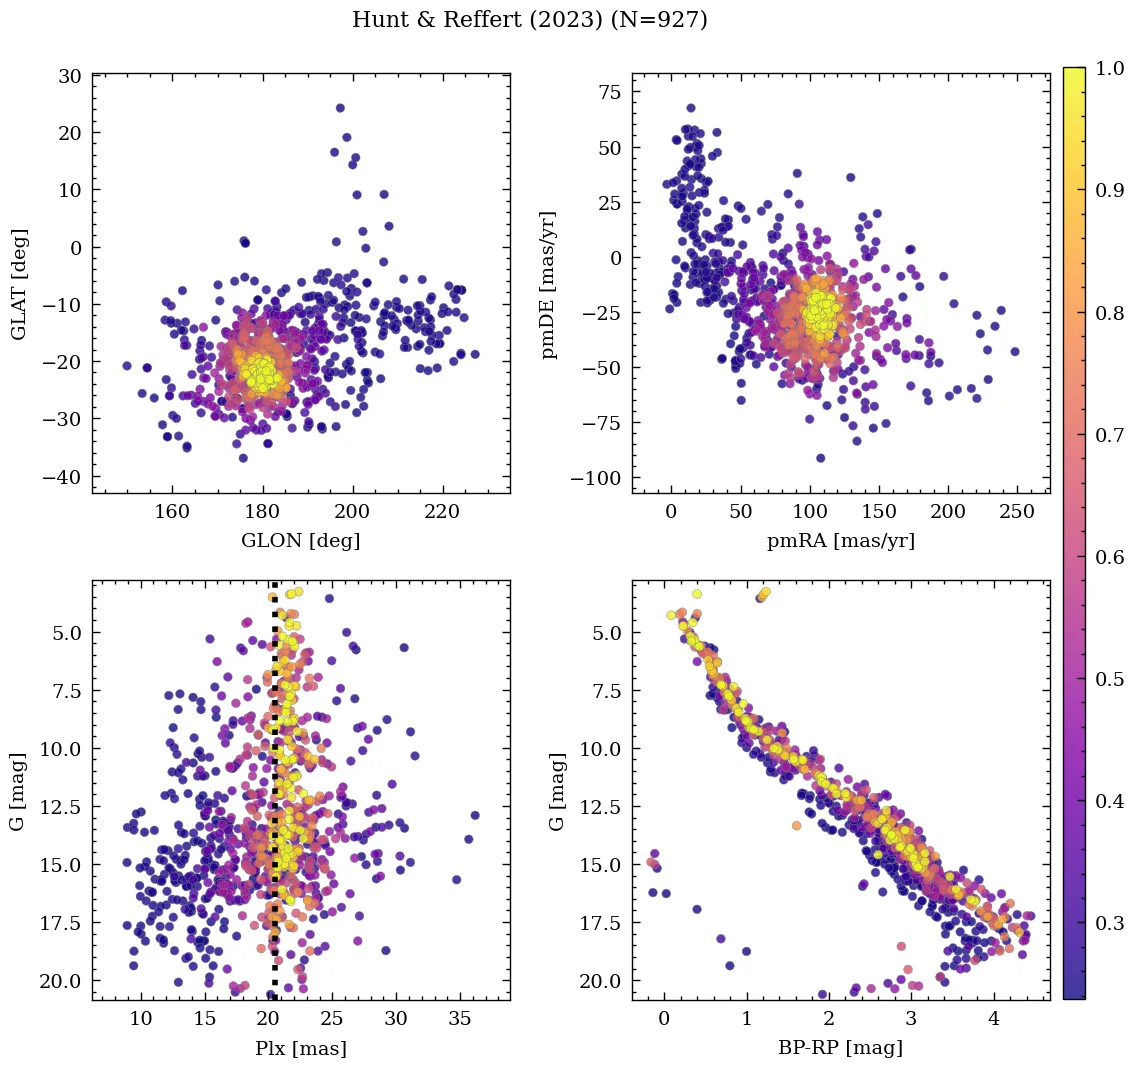 Hunt & Reffert (2023) (N=927)
30
20
10
0
−10
−20
−30
−40
GLAT [deg]
160 180 200 220
GLON [deg]
75
50
25
0
−25
−50
−75
−100
pmDE [mas/yr]
0 50 100 150 200 250
pmRA [mas/yr]
5.0
7.5
10.0
12.5
15.0
17.5
20.0
G [mag]
10 15 20 25 30 35
Plx [mas]
5.0
7.5
10.0
12.5
15.0
17.5
20.0
G [mag]
0 1 2 3 4
BP-RP [mag]
1.0
0.9
0.8
0.7
0.6
0.5
0.4
0.3